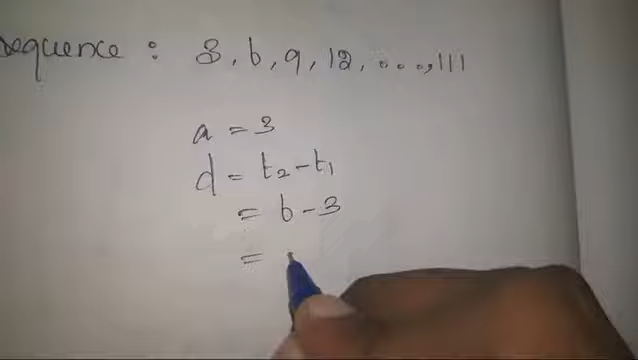 Sequence : 3, 6, 9, 12, ...., 111
a = 3
d = t₂ - t₁
= 6 - 3
=